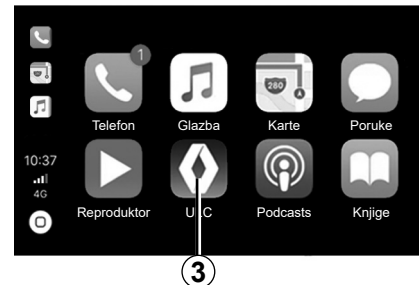 1
280
Telefon Glazba Karte Poruke
10:37
4G
Reproduktor Podcasts Knjige
3